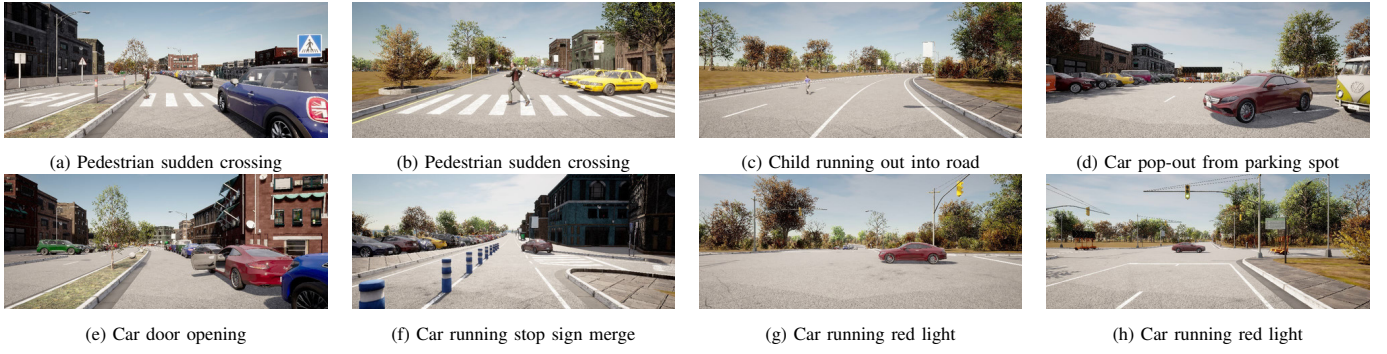 (a) Pedestrian sudden crossing
(b) Pedestrian sudden crossing
(c) Child running out into road
(d) Car pop-out from parking spot
(e) Car door opening
(f) Car running stop sign merge
(g) Car running red light
(h) Car running red light